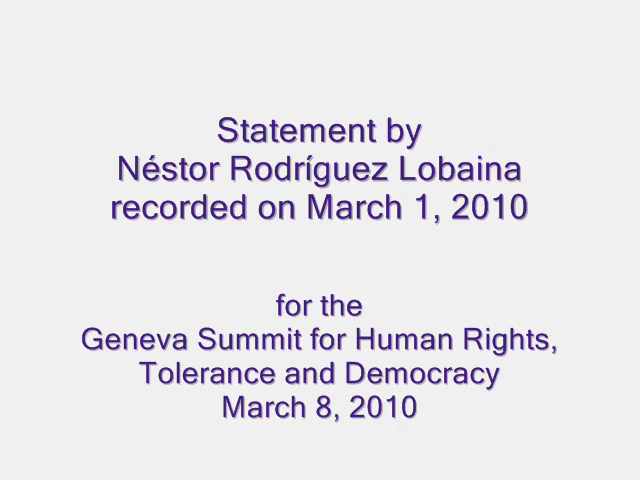 Statement by
Néstor Rodríguez Lobaina
recorded on March 1, 2010
for the
Geneva Summit for Human Rights,
Tolerance and Democracy
March 8, 2010